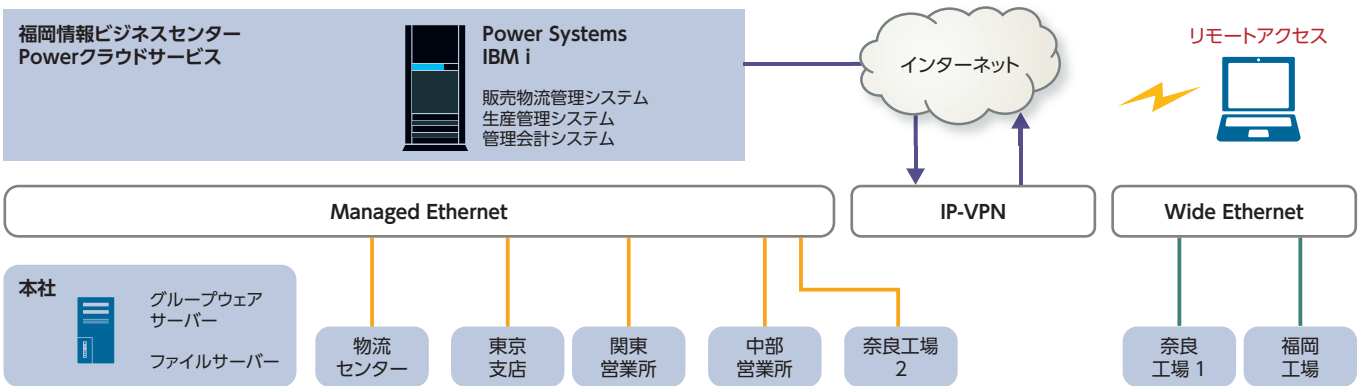 福岡情報ビジネスセンター
Powerクラウドサービス
Power Systems
IBM i
販売物流管理システム
生産管理システム
管理会計システム
インターネット
リモートアクセス
Managed Ethernet
IP-VPN
Wide Ethernet
本社
グループウェア
サーバー
ファイルサーバー
物流
センター
東京
支店
関東
営業所
中部
営業所
奈良工場
2
奈良
工場 1
福岡
工場